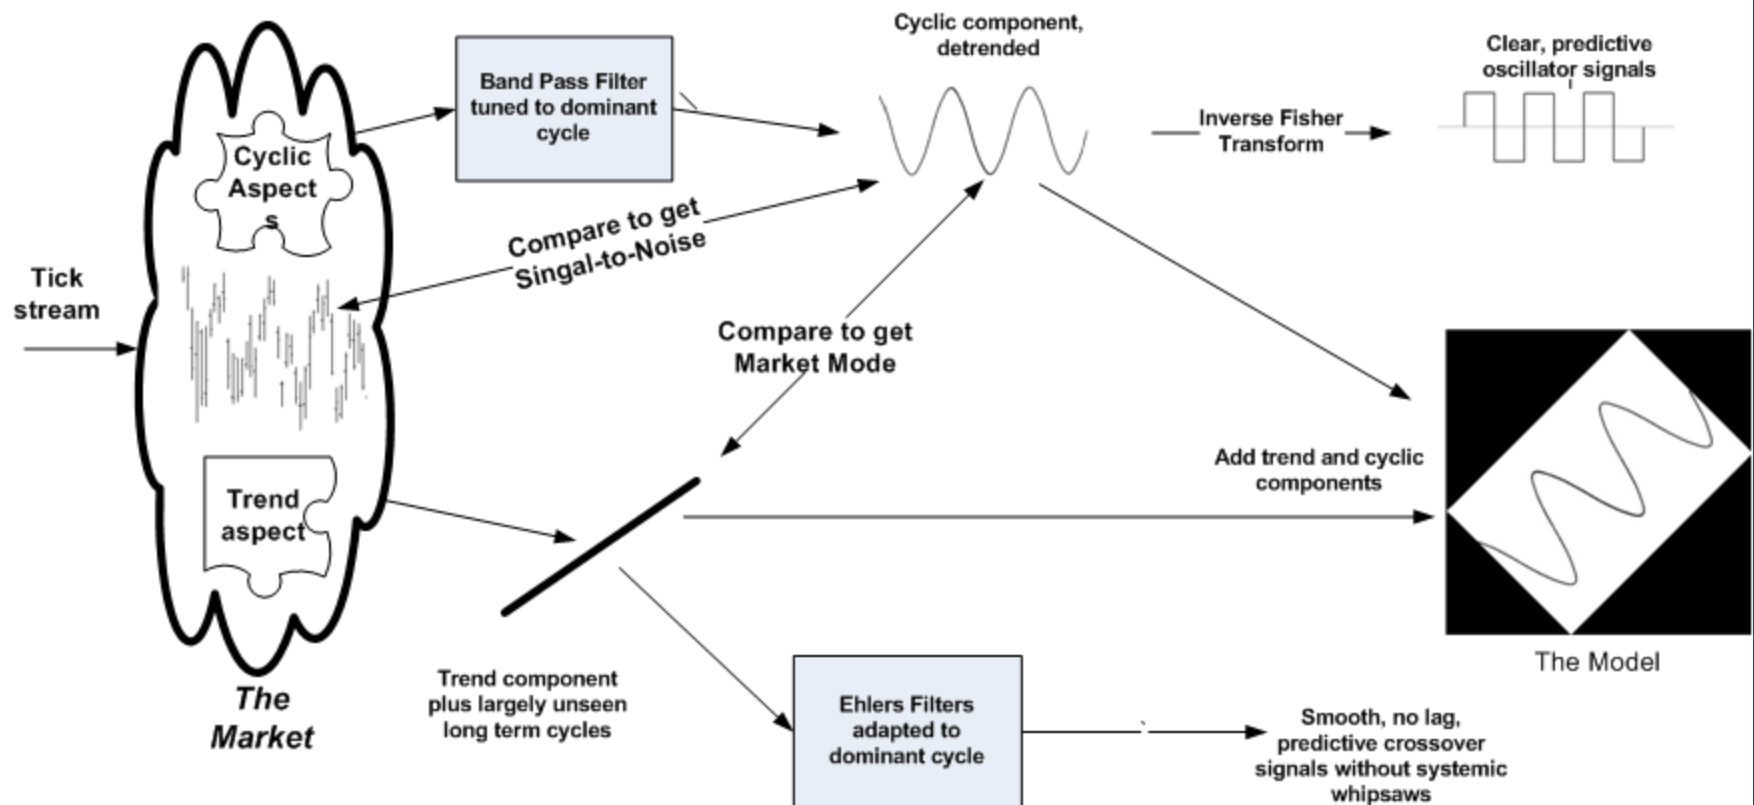 Tick
stream
Cyclic
Aspect
s
Trend
aspect
The
Market
Band Pass Filter
tuned to dominant
cycle
Cyclic component,
detrended
Inverse Fisher
Transform
Clear, predictive
oscillator signals
Compare to get
Singal-to-Noise
Compare to get
Market Mode
Add trend and cyclic
components
The Model
Trend component
plus largely unseen
long term cycles
Ehlers Filters
adapted to
dominant cycle
Smooth, no lag,
predictive crossover
signals without systemic
whipsaws